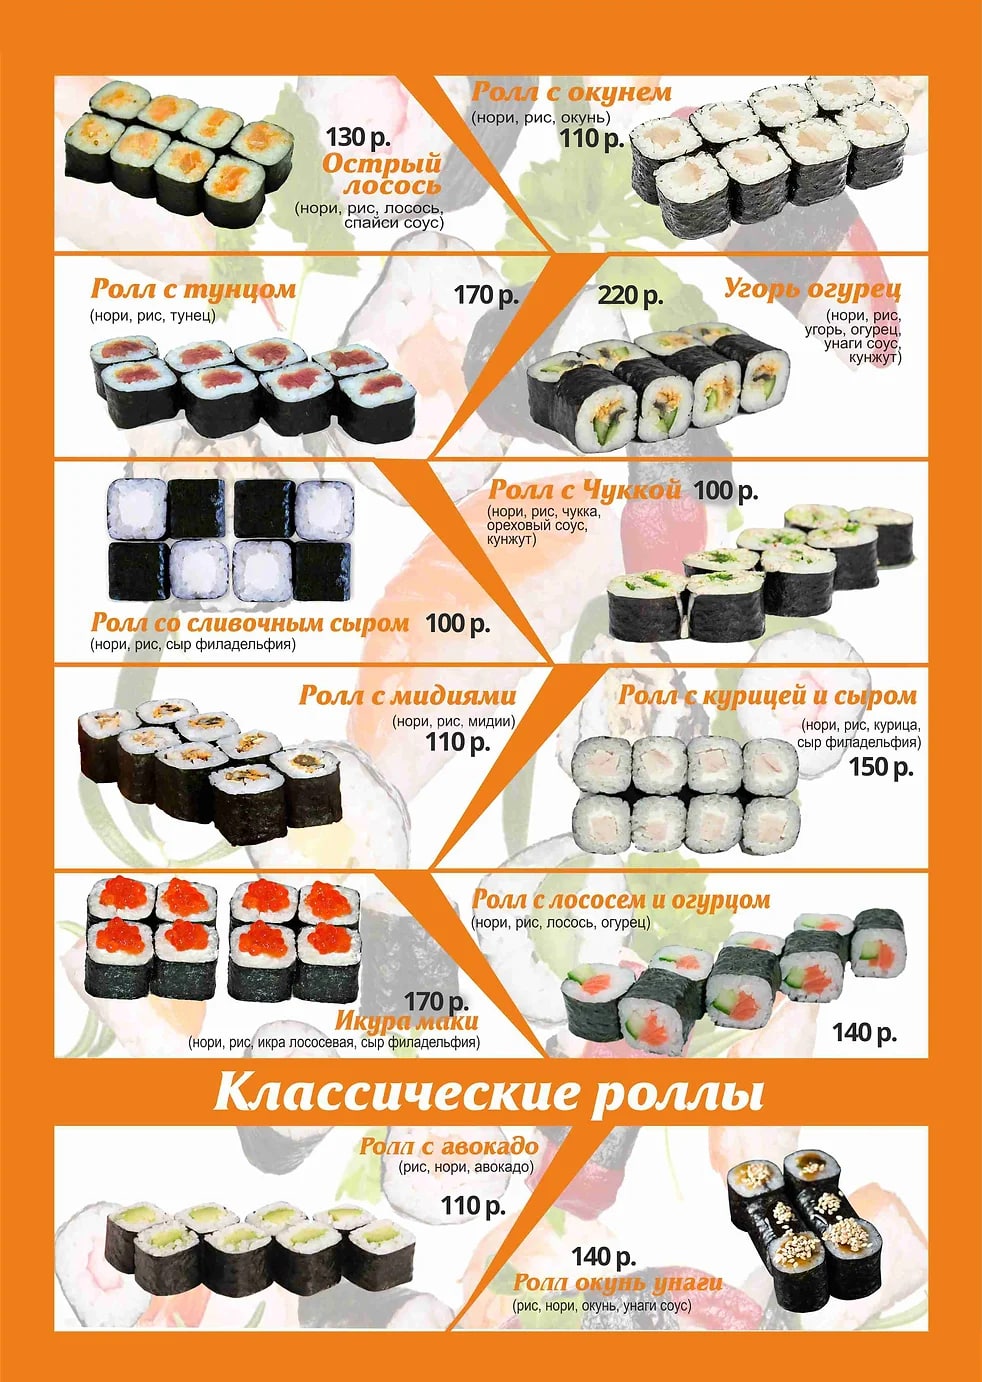 130 р.
Острый
лосось
(нори, рис, лосось,
спайси соус)
Ролл с окунем
(нори, рис, окунь)
110 р.
Ролл с тунцом
(нори, рис, тунец)
170 р.
220 р.
Угорь огурец
(нори, рис,
угорь, огурец,
унаги соус,
кунжут)
Ролл со сливочным сыром 100 р.
(нори, рис, сыр филадельфия)
Ролл с Чуккой 100 р.
(нори, рис, чукка,
ореховый соус,
кунжут)
Ролл с мидиями
(нори, рис, мидии)
110 р.
Ролл с курицей и сыром
(нори, рис, курица,
сыр филадельфия)
150 р.
170 р.
Икура маки
(нори, рис, икра лососевая, сыр филадельфия)
Ролл с лососем и огурцом
(нори, рис, лосось, огурец)
140 р.
Классические роллы
Ролл с авокадо
(рис, нори, авокадо)
110 р.
140 р.
Ролл окунь унаги
(рис, нори, окунь, унаги соус)